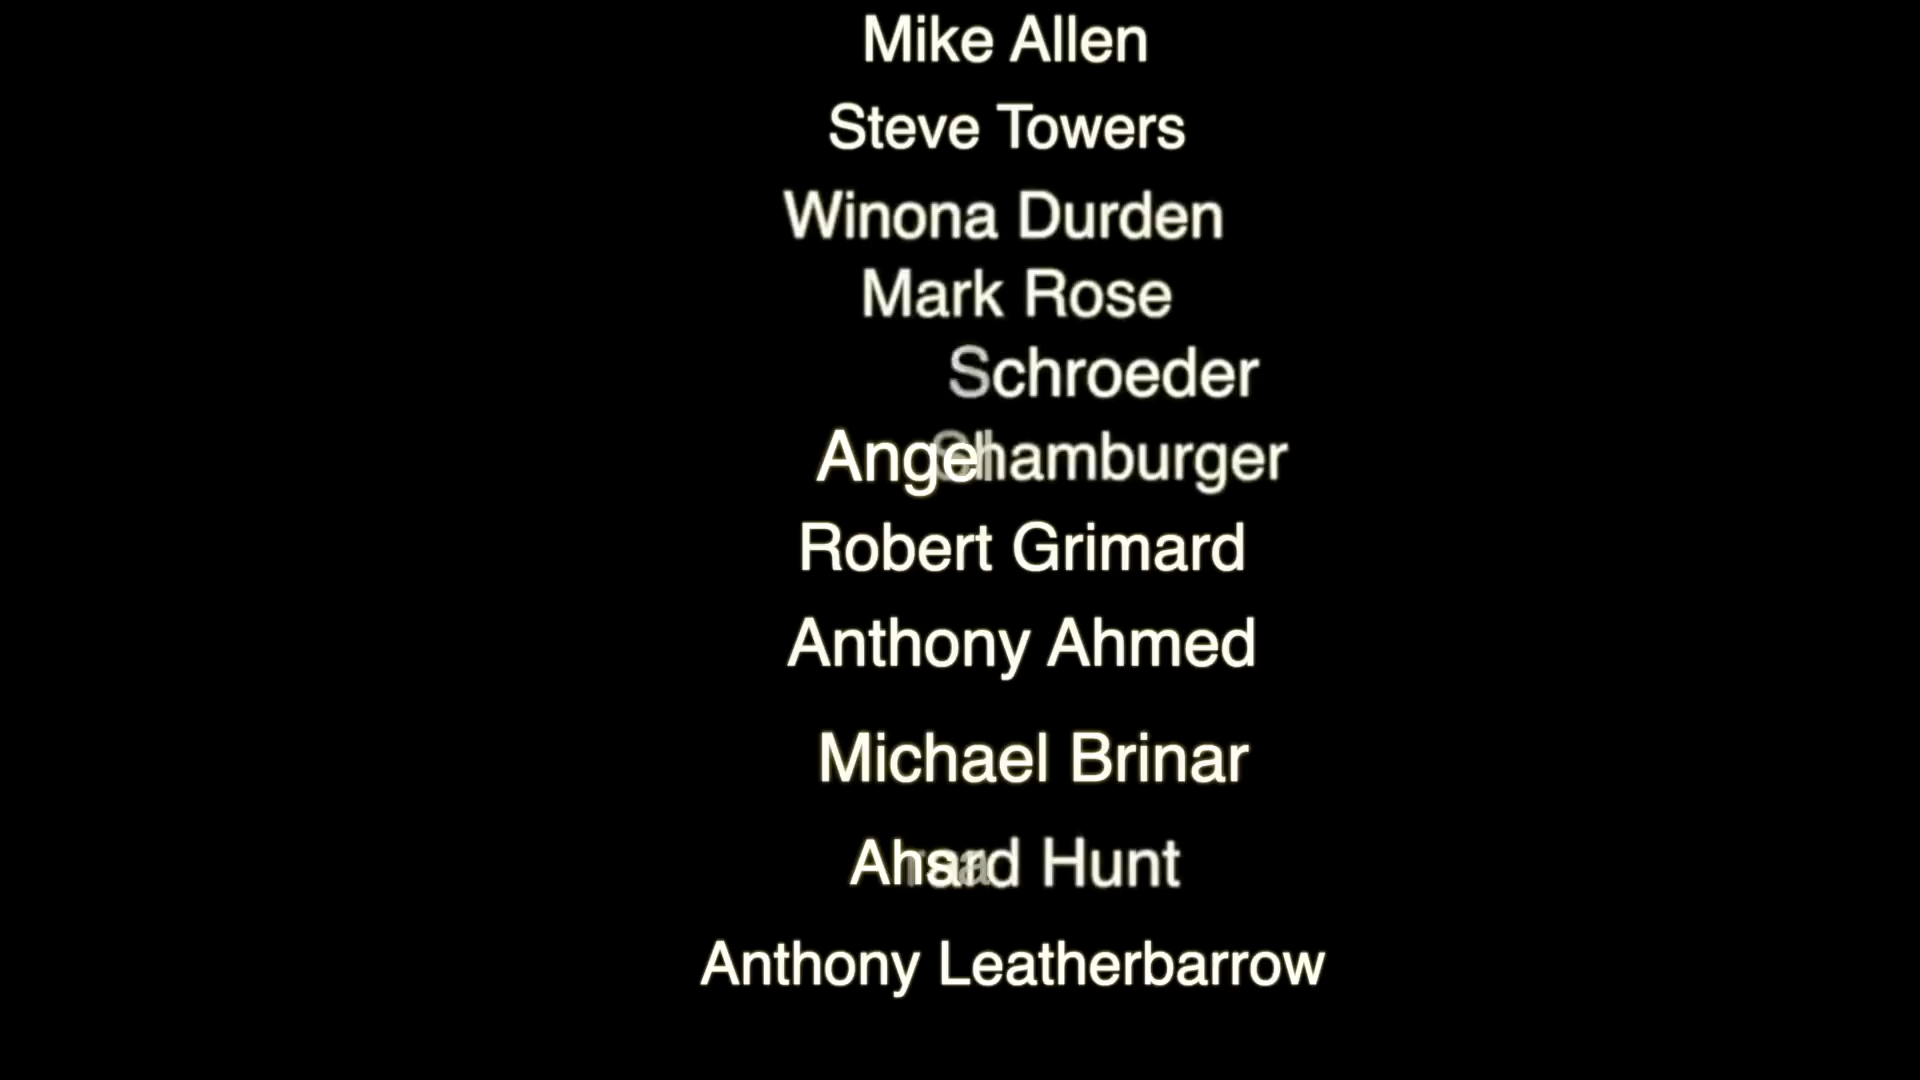 Mike Allen
Steve Towers
Winona Durden
Mark Rose
Schroeder
Robert Grimard
Anthony Ahmed
Michael Brinar
Hunt
Anthony Leatherbarrow